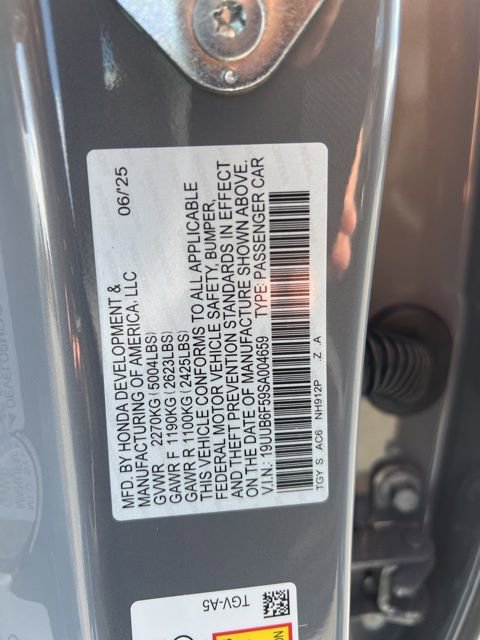 MFD. BY HONDA DEVELOPMENT &
MANUFACTURING OF AMERICA, LLC 06/'25
GVWR 2270KG(5004LBS)
GAWR F 1190KG(2623LBS)
GAWR R 1100KG(2425LBS)
THIS VEHICLE CONFORMS TO ALL APPLICABLE
FEDERAL MOTOR VEHICLE SAFETY, BUMPER,
AND THEFT PREVENTION STANDARDS IN EFFECT
ON THE DATE OF MANUFACTURE SHOWN ABOVE.
V.I.N.: 19UUB6F59SA004659 TYPE: PASSENGER CAR
TGY S AC6 NH912P Z .A
TGV-A5